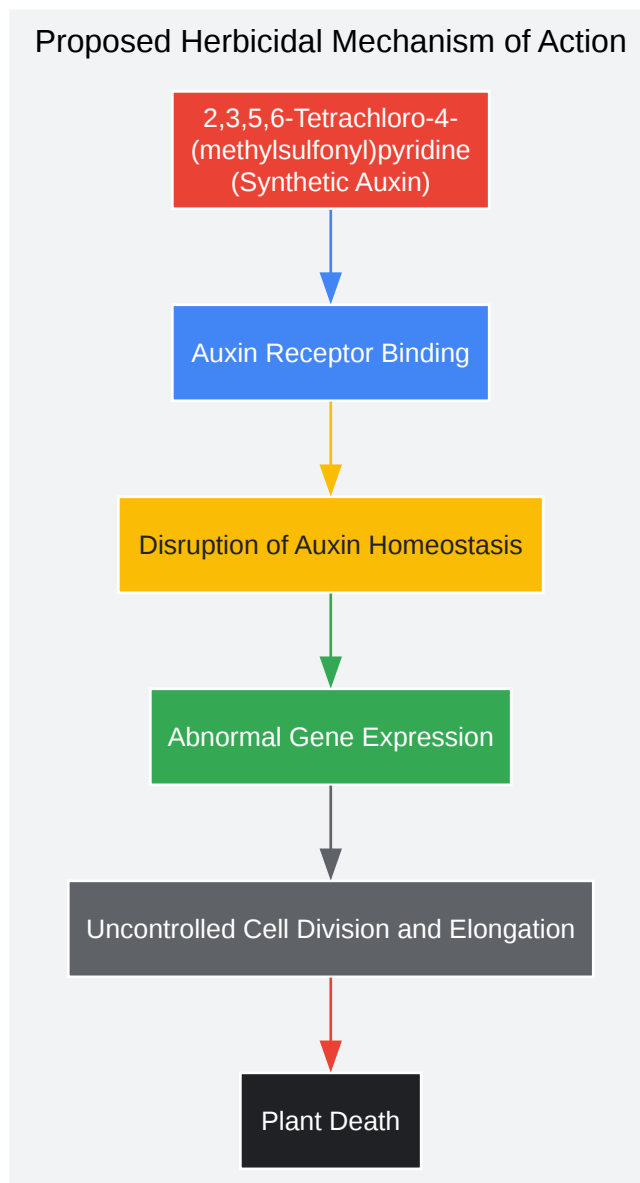 Proposed Herbicidal Mechanism of Action
2,3,5,6-Tetrachloro-4-
(methylsulfonyl)pyridine
(Synthetic Auxin)
Auxin Receptor Binding
Disruption of Auxin Homeostasis
Abnormal Gene Expression
Uncontrolled Cell Division and Elongation
Plant Death